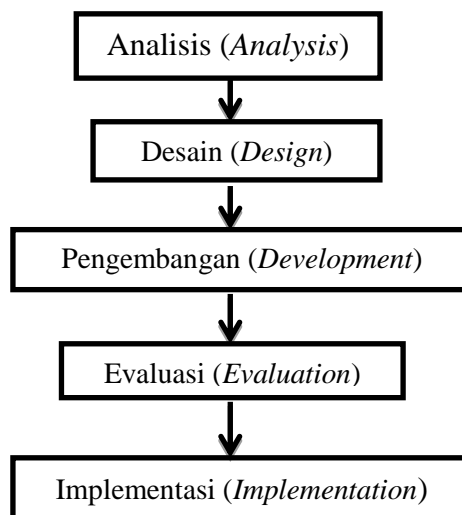 Analisis (Analysis)
Desain (Design)
Pengembangan (Development)
Evaluasi (Evaluation)
Implementasi (Implementation)